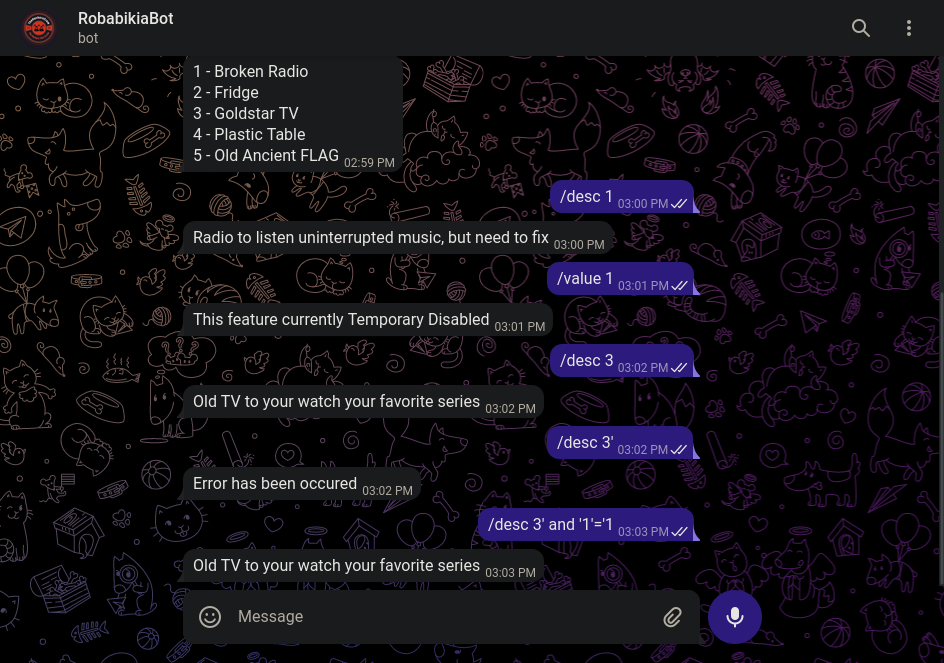 RobabikiaBot
bot
1 - Broken Radio
2 - Fridge
3 - Goldstar TV
4 - Plastic Table
5 - Old Ancient FLAG 02:59 PM
/desc 1 03:00 PM
Radio to listen uninterrupted music, but need to fix 03:00 PM
/value 1 03:01 PM
This feature currently Temporary Disabled 03:01 PM
/desc 3 03:02 PM
Old TV to your watch your favorite series 03:02 PM
/desc 3' 03:02 PM
Error has been occured 03:02 PM
/desc 3' and '1'='1 03:03 PM
Old TV to your watch your favorite series 03:03 PM
Message